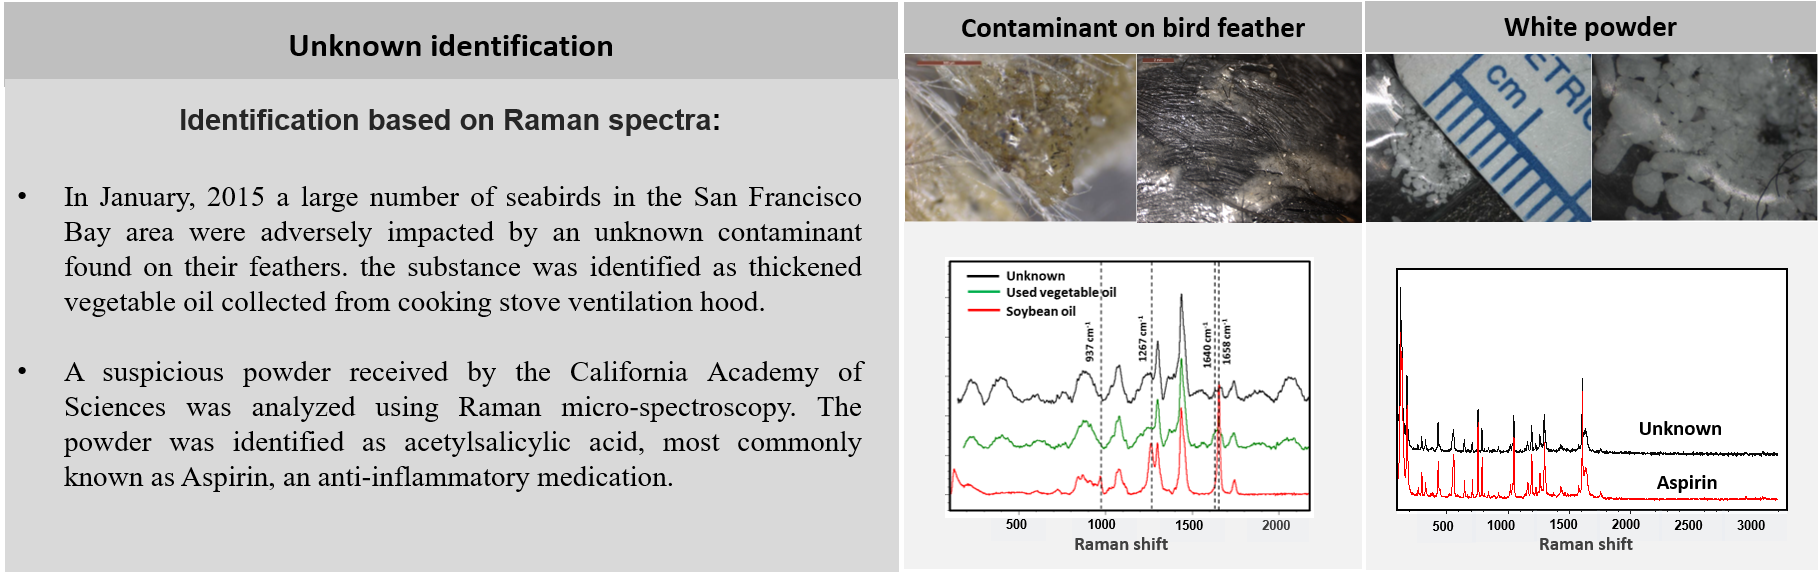 Unknown identification
Identification based on Raman spectra:
• In January, 2015 a large number of seabirds in the San Francisco
Bay area were adversely impacted by an unknown contaminant
found on their feathers. the substance was identified as thickened
vegetable oil collected from cooking stove ventilation hood.
• A suspicious powder received by the California Academy of
Sciences was analyzed using Raman micro-spectroscopy. The
powder was identified as acetylsalicylic acid, most commonly
known as Aspirin, an anti-inflammatory medication.
Contaminant on bird feather
Unknown
Used vegetable oil
Soybean oil
937 cm⁻¹
1267 cm⁻¹
1640 cm⁻¹
1658 cm⁻¹
500 1000 1500 2000
Raman shift
White powder
cm
ETRIC
Unknown
Aspirin
500 1000 1500 2000 2500 3000
Raman shift